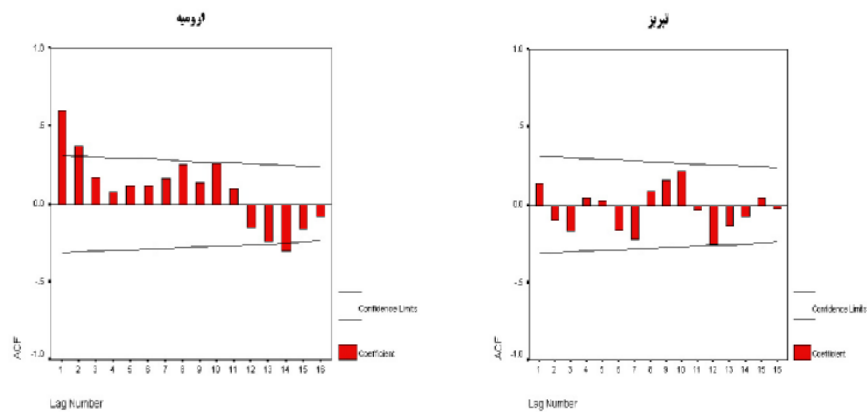 ارومیه
1.0
.5
0.0
-.5
-1.0
ACF
1 2 3 4 5 6 7 8 9 10 11 12 13 14 15 16
Lag Number
Confidence Limits
Coefficient
تبریز
1.0
.5
0.0
-.5
-1.0
ACF
1 2 3 4 5 6 7 8 9 10 11 12 13 14 15 16
Lag Number
Confidence Limits
Coefficient